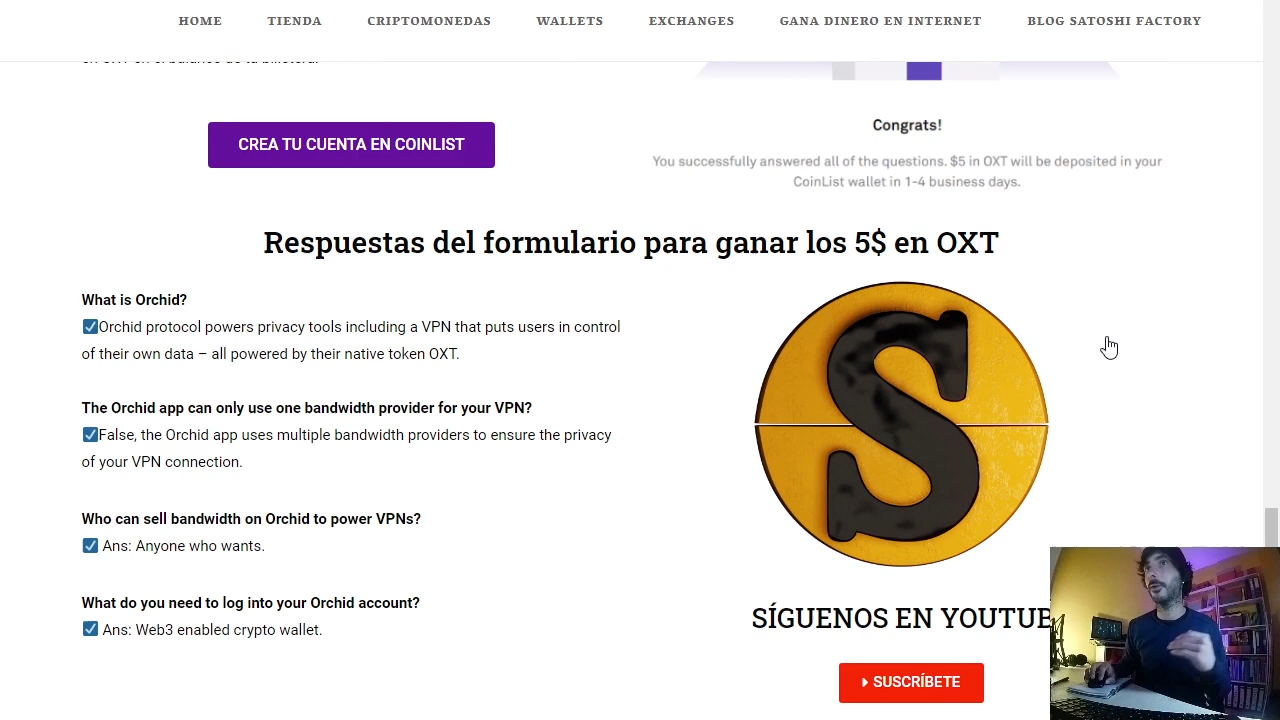 HOME TIENDA CRIPTOMONEDAS WALLETS EXCHANGES GANA DINERO EN INTERNET BLOG SATOSHI FACTORY
CREA TU CUENTA EN COINLIST
Congrats!
You successfully answered all of the questions. $5 in OXT will be deposited in your
CoinList wallet in 1-4 business days.
Respuestas del formulario para ganar los 5$ en OXT
What is Orchid?
☑Orchid protocol powers privacy tools including a VPN that puts users in control
of their own data – all powered by their native token OXT.
The Orchid app can only use one bandwidth provider for your VPN?
☑False, the Orchid app uses multiple bandwidth providers to ensure the privacy
of your VPN connection.
Who can sell bandwidth on Orchid to power VPNs?
☑ Ans: Anyone who wants.
What do you need to log into your Orchid account?
☑ Ans: Web3 enabled crypto wallet.
S
SÍGUENOS EN YOUTUB
SUSCRÍBETE